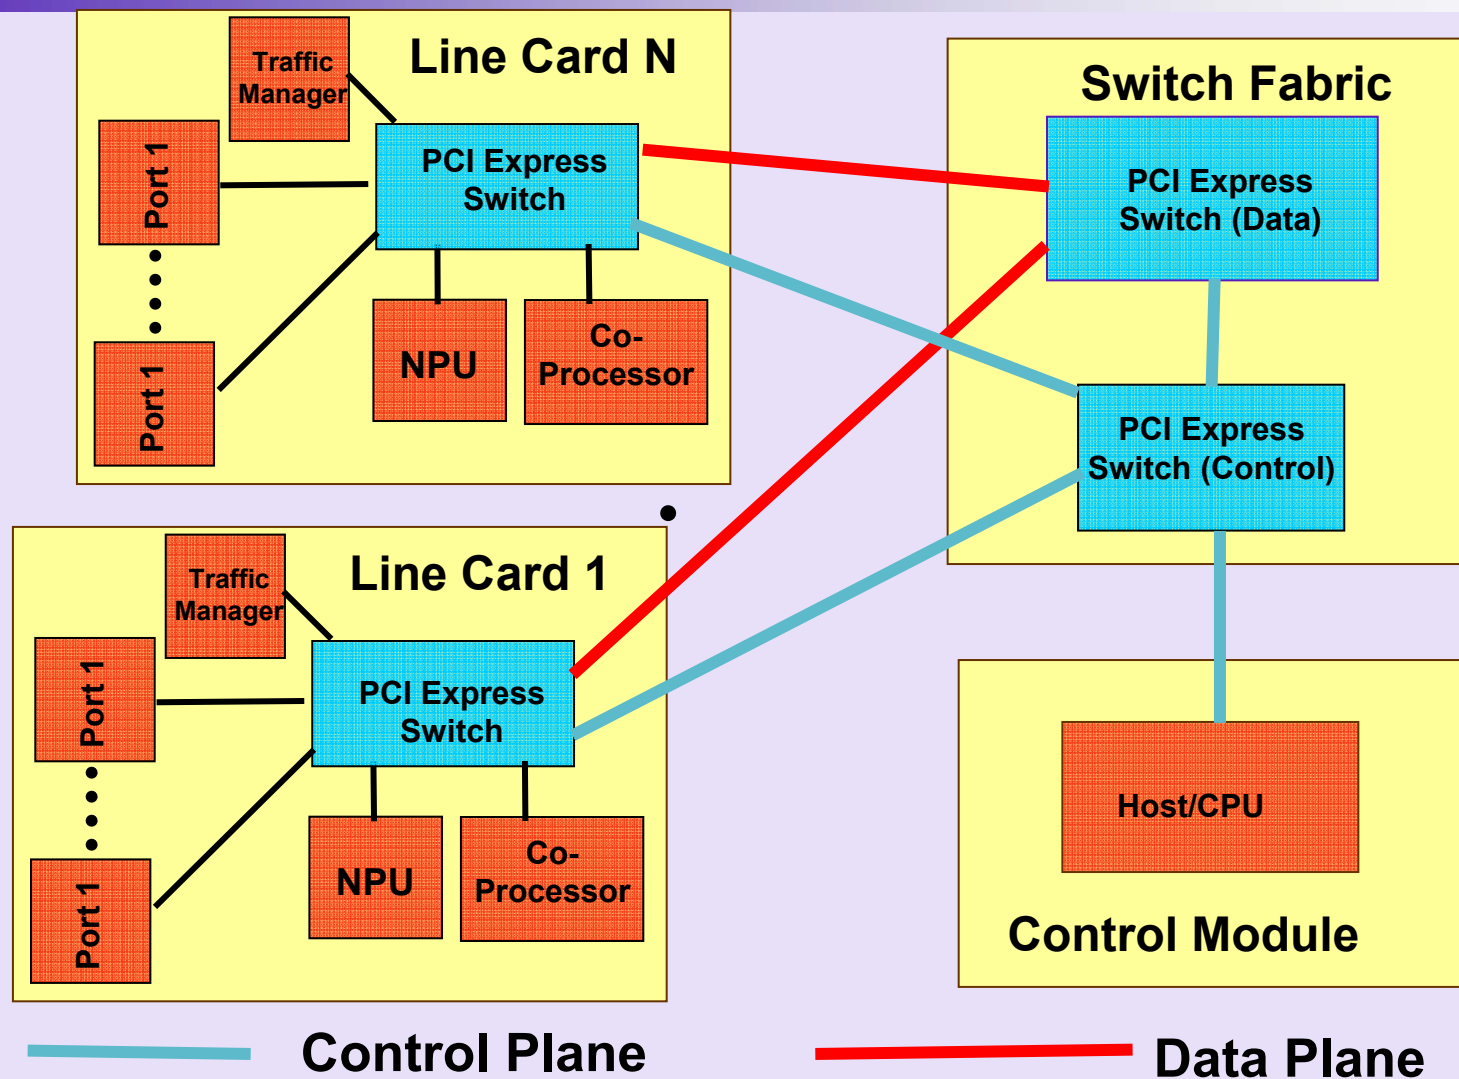 Line Card N
Traffic
Manager
Port 1
Port 1
PCI Express
Switch
NPU
Co-
Processor
Switch Fabric
PCI Express
Switch (Data)
PCI Express
Switch (Control)
Line Card 1
Traffic
Manager
Port 1
Port 1
PCI Express
Switch
NPU
Co-
Processor
Host/CPU
Control Module
Control Plane
Data Plane